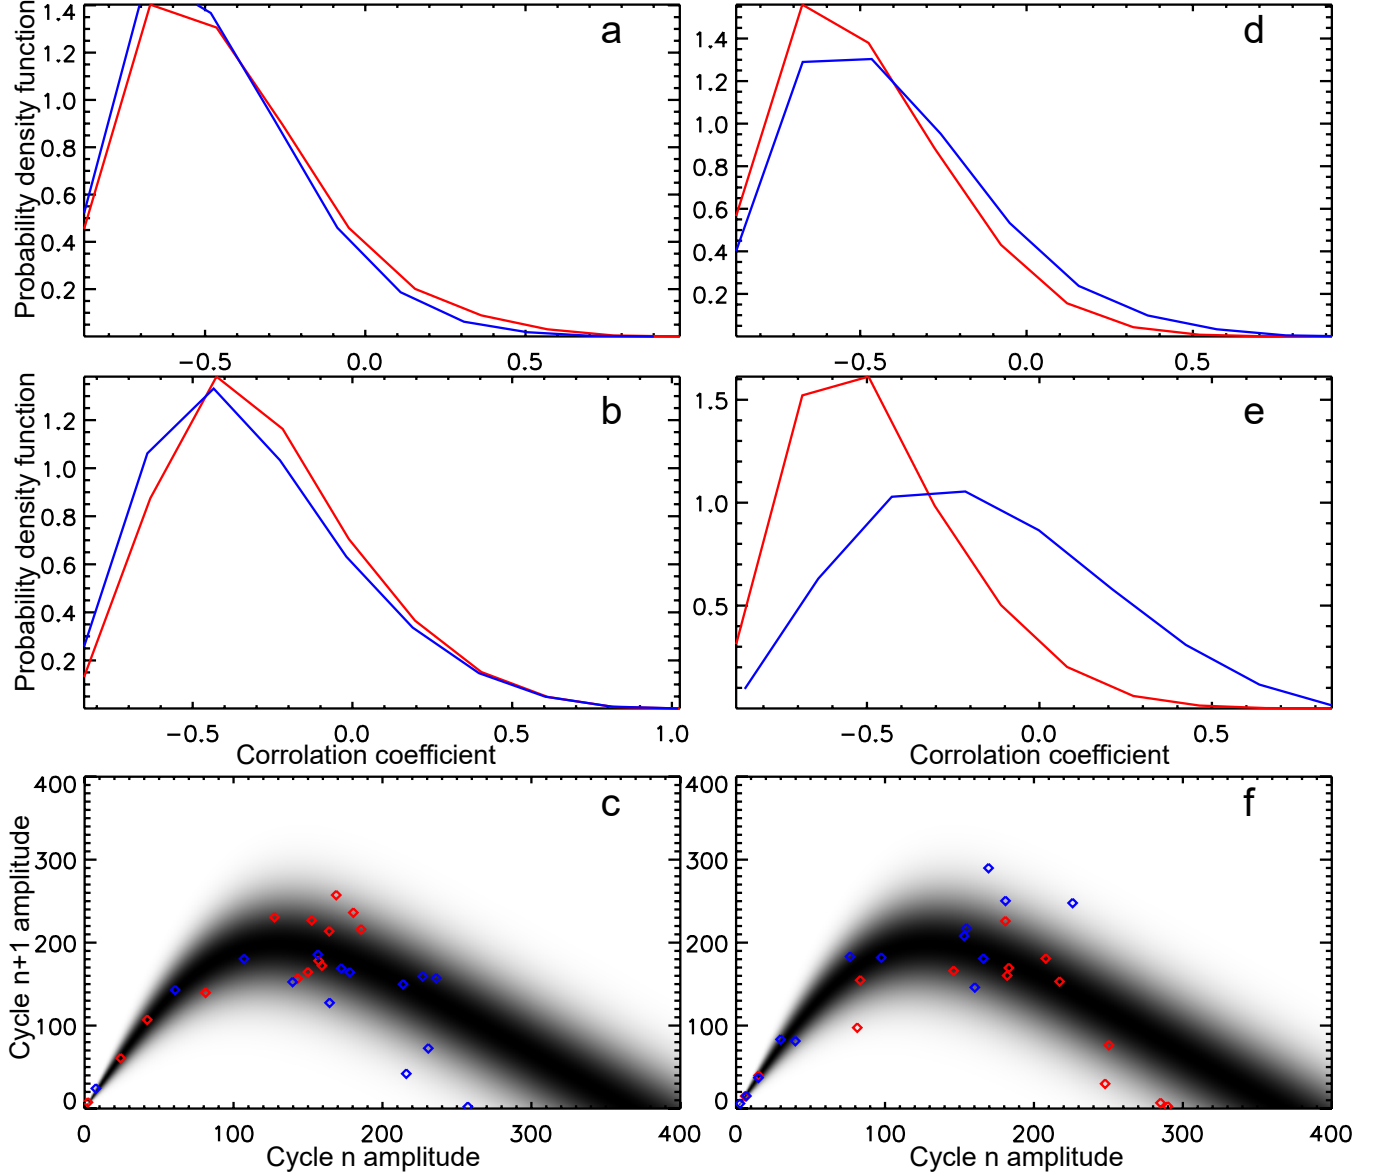 a
Probability density function
1.4
1.2
1.0
0.8
0.6
0.4
0.2
−0.5 0.0 0.5
d
1.4
1.2
1.0
0.8
0.6
0.4
0.2
−0.5 0.0 0.5
b
Probability density function
1.2
1.0
0.8
0.6
0.4
0.2
−0.5 0.0 0.5 1.0
Corrolation coefficient
e
1.5
1.0
0.5
−0.5 0.0 0.5
Corrolation coefficient
c
Cycle n+1 amplitude
400
300
200
100
0
0 100 200 300 400
Cycle n amplitude
f
400
300
200
100
0
0 100 200 300 400
Cycle n amplitude